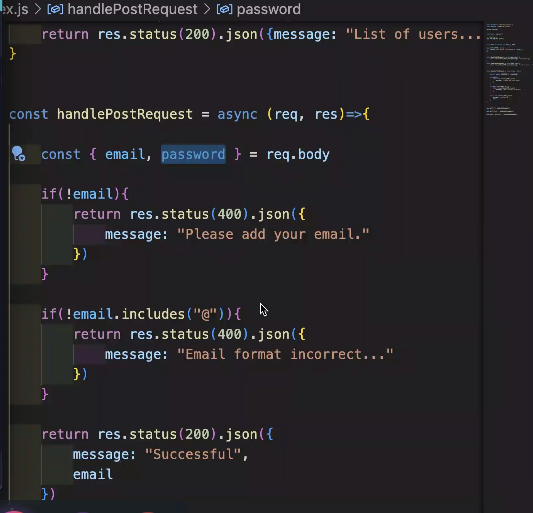 ex.js > handlePostRequest > password
return res.status(200).json({message: "List of users...
}
const handlePostRequest = async (req, res)=>{
const { email, password } = req.body
if(!email){
return res.status(400).json({
message: "Please add your email."
})
}
if(!email.includes("@")){
return res.status(400).json({
message: "Email format incorrect..."
})
}
return res.status(200).json({
message: "Successful",
email
})